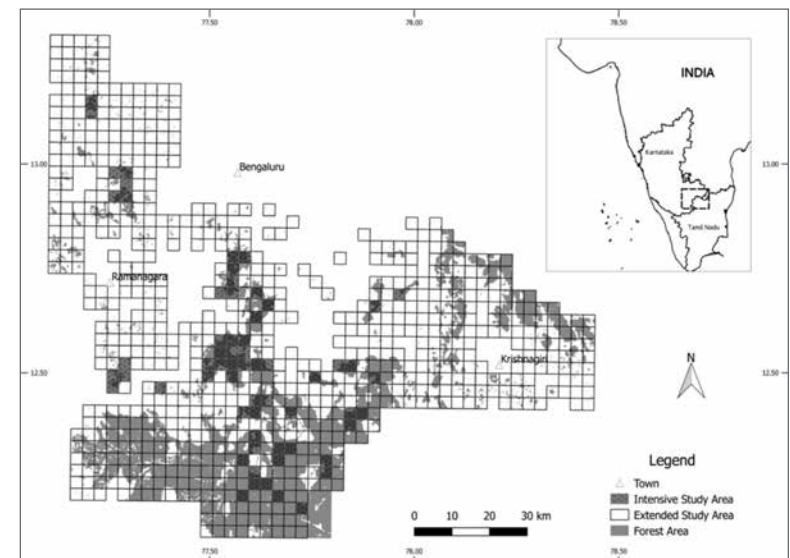 77.50 78.00 78.50
INDIA
Karnataka
Tamil Nadu
13.00 13.00
Bengaluru
Ramanagara
Krishnagiri
12.50 12.50
N
Legend
Town
Intensive Study Area
Extended Study Area
Forest Area
0 10 20 30 km
77.50 78.00 78.50